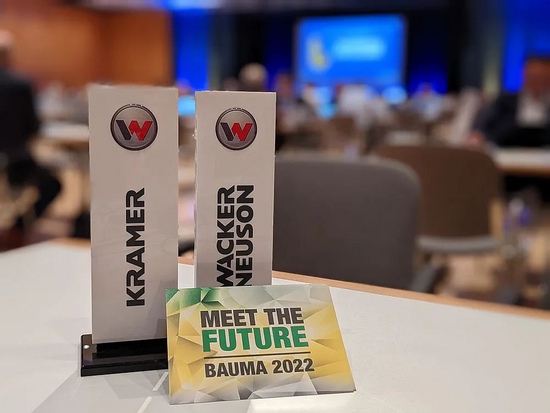 W
KRAMER
W
WACKER
NEUSON
MEET THE
FUTURE
BAUMA 2022